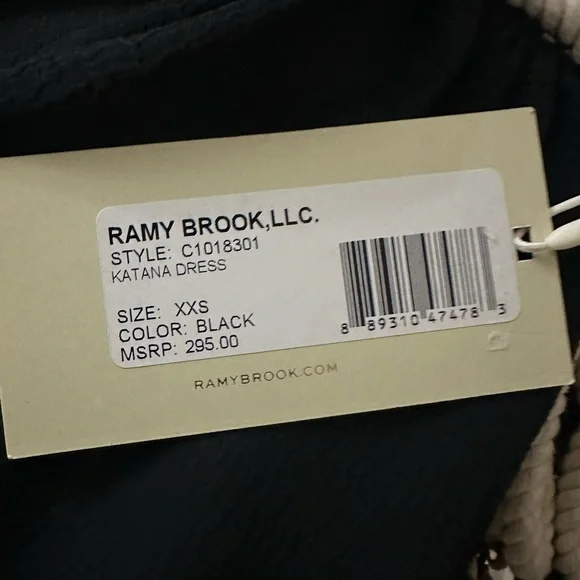 RAMY BROOK,LLC.
STYLE: C1018301
KATANA DRESS
SIZE: XXS
COLOR: BLACK
MSRP: 295.00
8 89310 47478 3
RAMYBROOK.COM